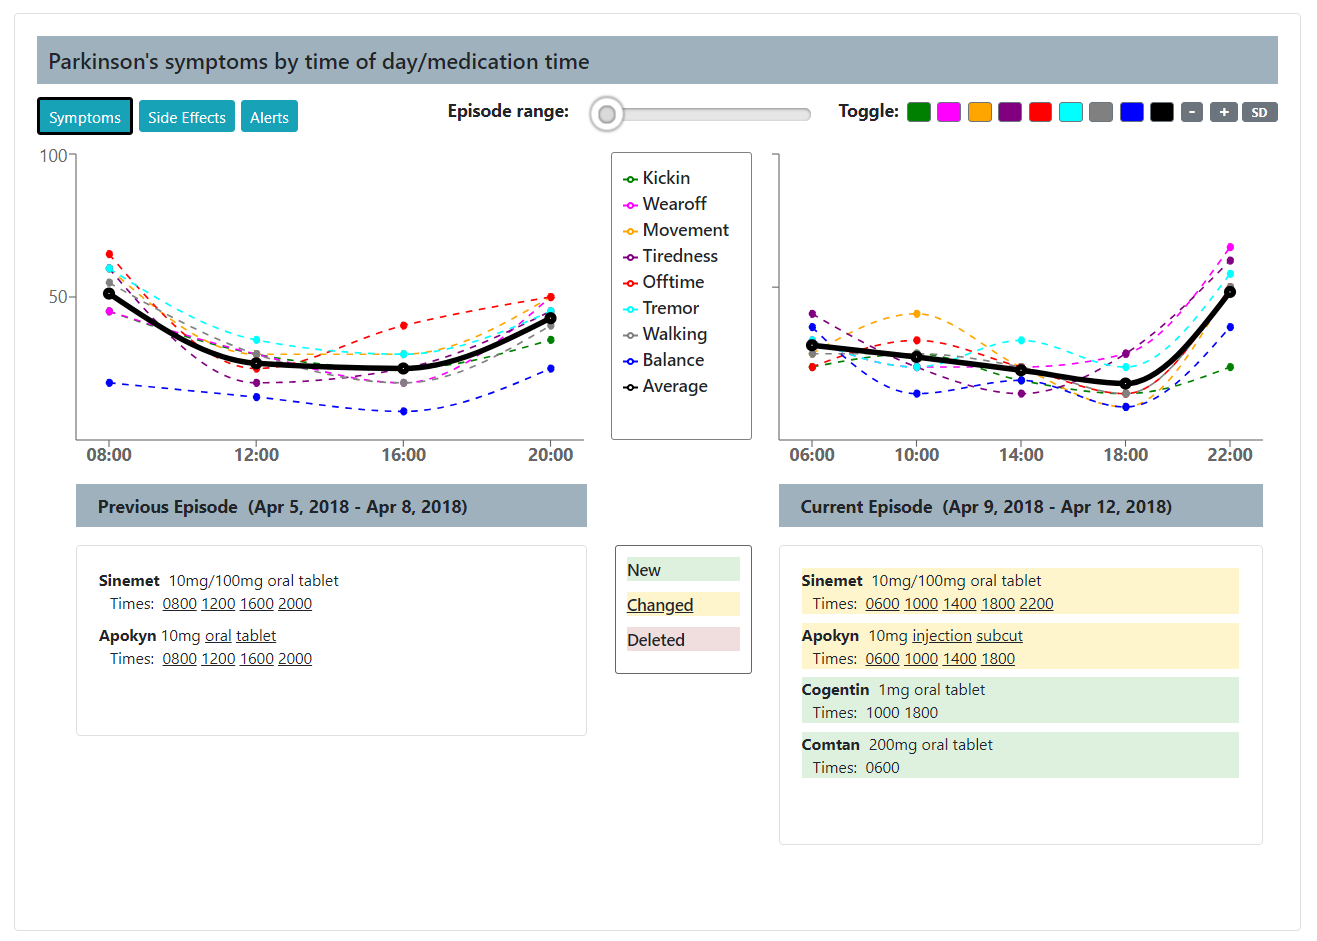 Parkinson's symptoms by time of day/medication time
Symptoms Side Effects Alerts Episode range: Toggle: - + SD
100
50
Kickin
Wearoff
Movement
Tiredness
Offtime
Tremor
Walking
Balance
Average
08:00 12:00 16:00 20:00
06:00 10:00 14:00 18:00 22:00
Previous Episode (Apr 5, 2018 - Apr 8, 2018)
Current Episode (Apr 9, 2018 - Apr 12, 2018)
Sinemet 10mg/100mg oral tablet
Times: 0800 1200 1600 2000
Apokyn 10mg oral tablet
Times: 0800 1200 1600 2000
New
Changed
Deleted
Sinemet 10mg/100mg oral tablet
Times: 0600 1000 1400 1800 2200
Apokyn 10mg injection subcut
Times: 0600 1000 1400 1800
Cogentin 1mg oral tablet
Times: 1000 1800
Comtan 200mg oral tablet
Times: 0600